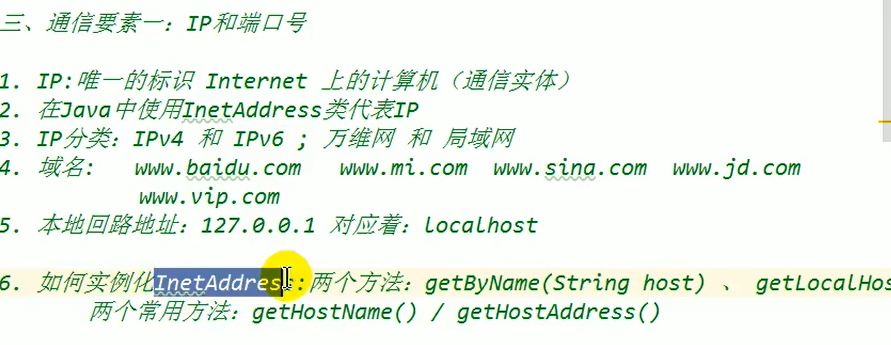 三、通信要素一：IP和端口号
1. IP:唯一的标识 Internet 上的计算机（通信实体）
2. 在Java中使用InetAddress类代表IP
3. IP分类：IPv4 和 IPv6 ; 万维网 和 局域网
4. 域名: www.baidu.com www.mi.com www.sina.com www.jd.com
www.vip.com
5. 本地回路地址：127.0.0.1 对应着：localhost
6. 如何实例化InetAddress:两个方法：getByName(String host) 、 getLocalHos
两个常用方法：getHostName() / getHostAddress()